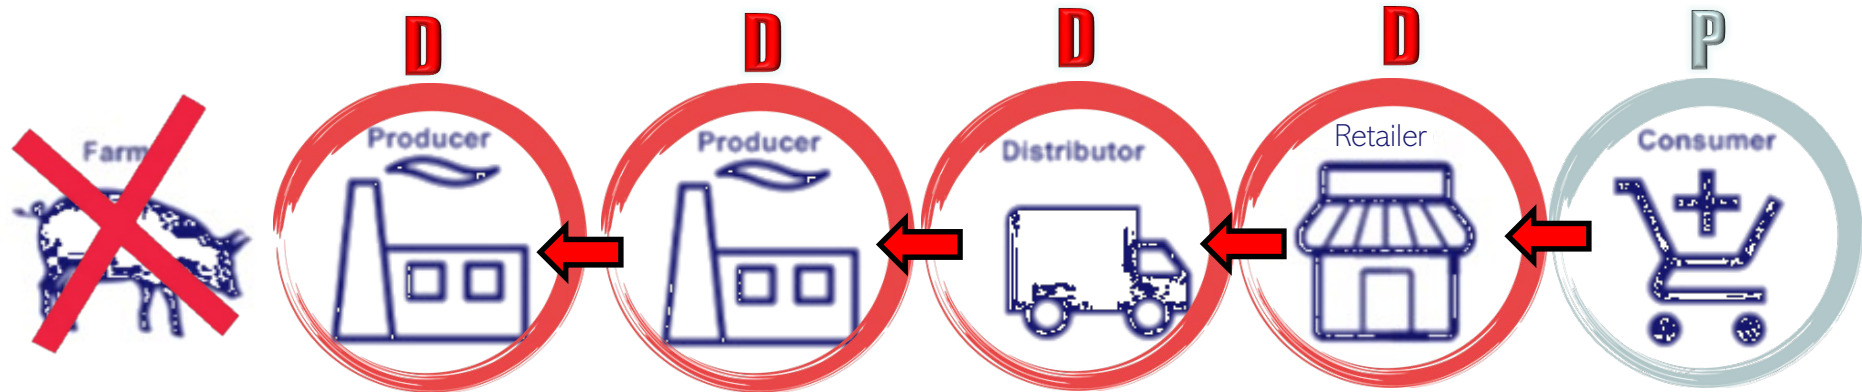 D
D
D
D
P
Farm
Producer
Producer
Distributor
Retailer
Consumer